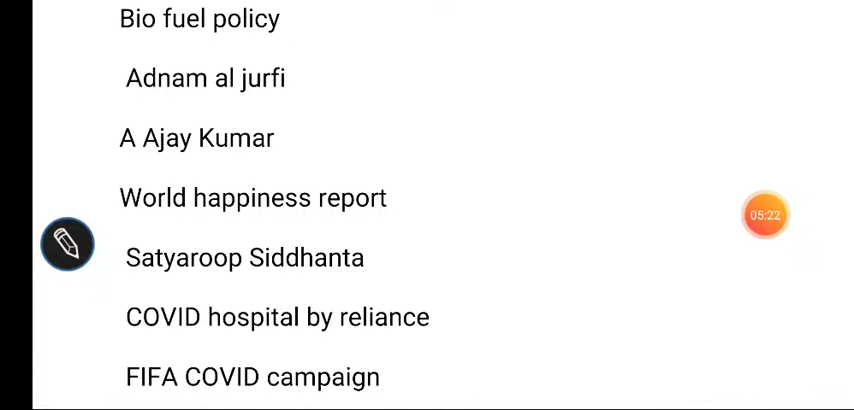 Bio fuel policy
Adnam al jurfi
A Ajay Kumar
World happiness report
05:22
Satyaroop Siddhanta
COVID hospital by reliance
FIFA COVID campaign